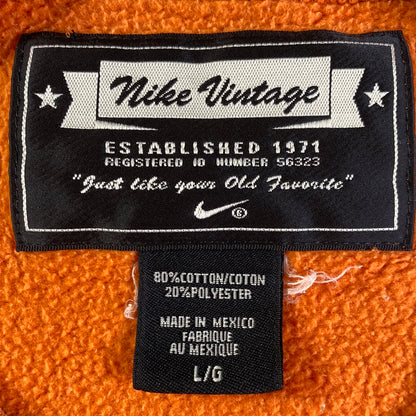 Nike Vintage
ESTABLISHED 1971
REGISTERED ID NUMBER 56323
"Just like your Old Favorite"
80%COTTON/COTON
20%POLYESTER
MADE IN MEXICO
FABRIQUE
AU MEXIQUE
L/G